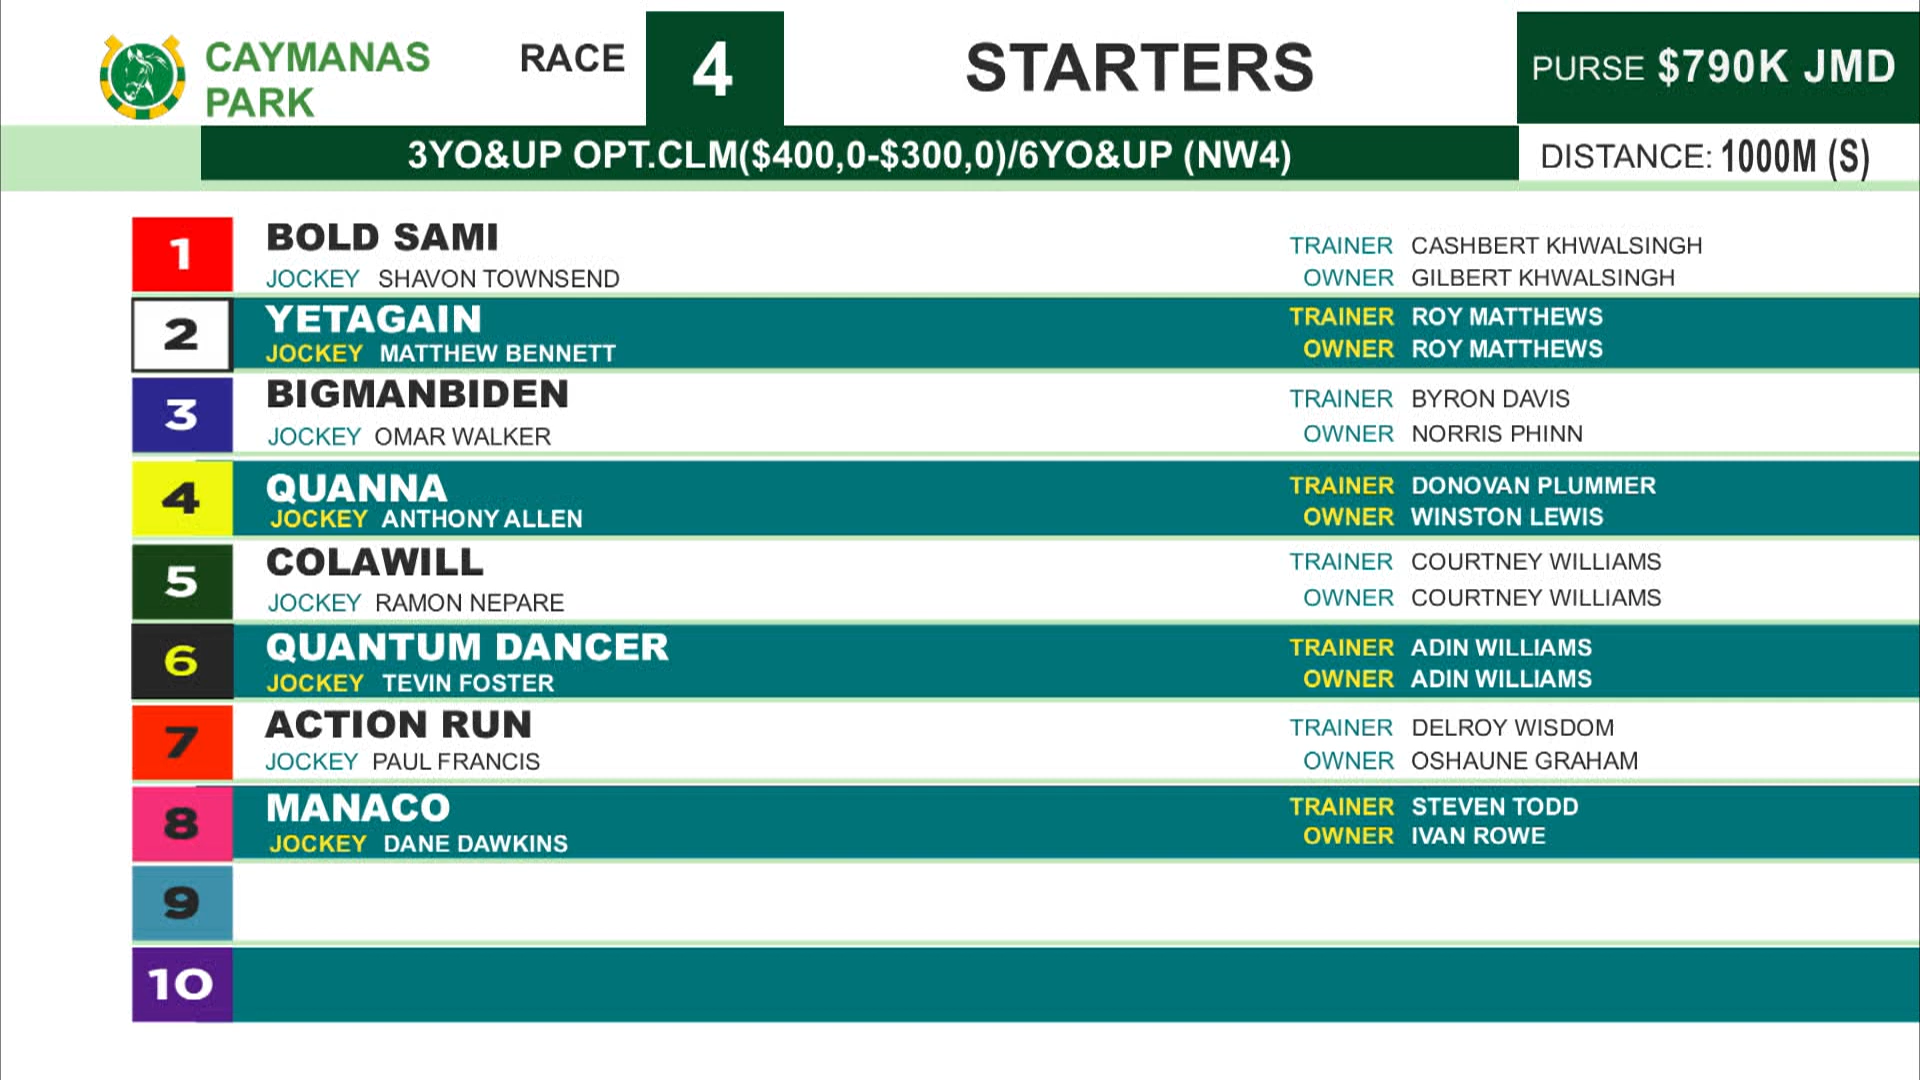 CAYMANAS
PARK
RACE 4 STARTERS PURSE $790K JMD
3YO&UP OPT.CLM($400,0-$300,0)/6YO&UP (NW4) DISTANCE: 1000M (S)
1 BOLD SAMI
JOCKEY SHAVON TOWNSEND
TRAINER CASHBERT KHWALSINGH
OWNER GILBERT KHWALSINGH
2 YETAGAIN
JOCKEY MATTHEW BENNETT
TRAINER ROY MATTHEWS
OWNER ROY MATTHEWS
3 BIGMANBIDEN
JOCKEY OMAR WALKER
TRAINER BYRON DAVIS
OWNER NORRIS PHINN
4 QUANNA
JOCKEY ANTHONY ALLEN
TRAINER DONOVAN PLUMMER
OWNER WINSTON LEWIS
5 COLAWILL
JOCKEY RAMON NEPARE
TRAINER COURTNEY WILLIAMS
OWNER COURTNEY WILLIAMS
6 QUANTUM DANCER
JOCKEY TEVIN FOSTER
TRAINER ADIN WILLIAMS
OWNER ADIN WILLIAMS
7 ACTION RUN
JOCKEY PAUL FRANCIS
TRAINER DELROY WISDOM
OWNER OSHAUNE GRAHAM
8 MANACO
JOCKEY DANE DAWKINS
TRAINER STEVEN TODD
OWNER IVAN ROWE
9
10